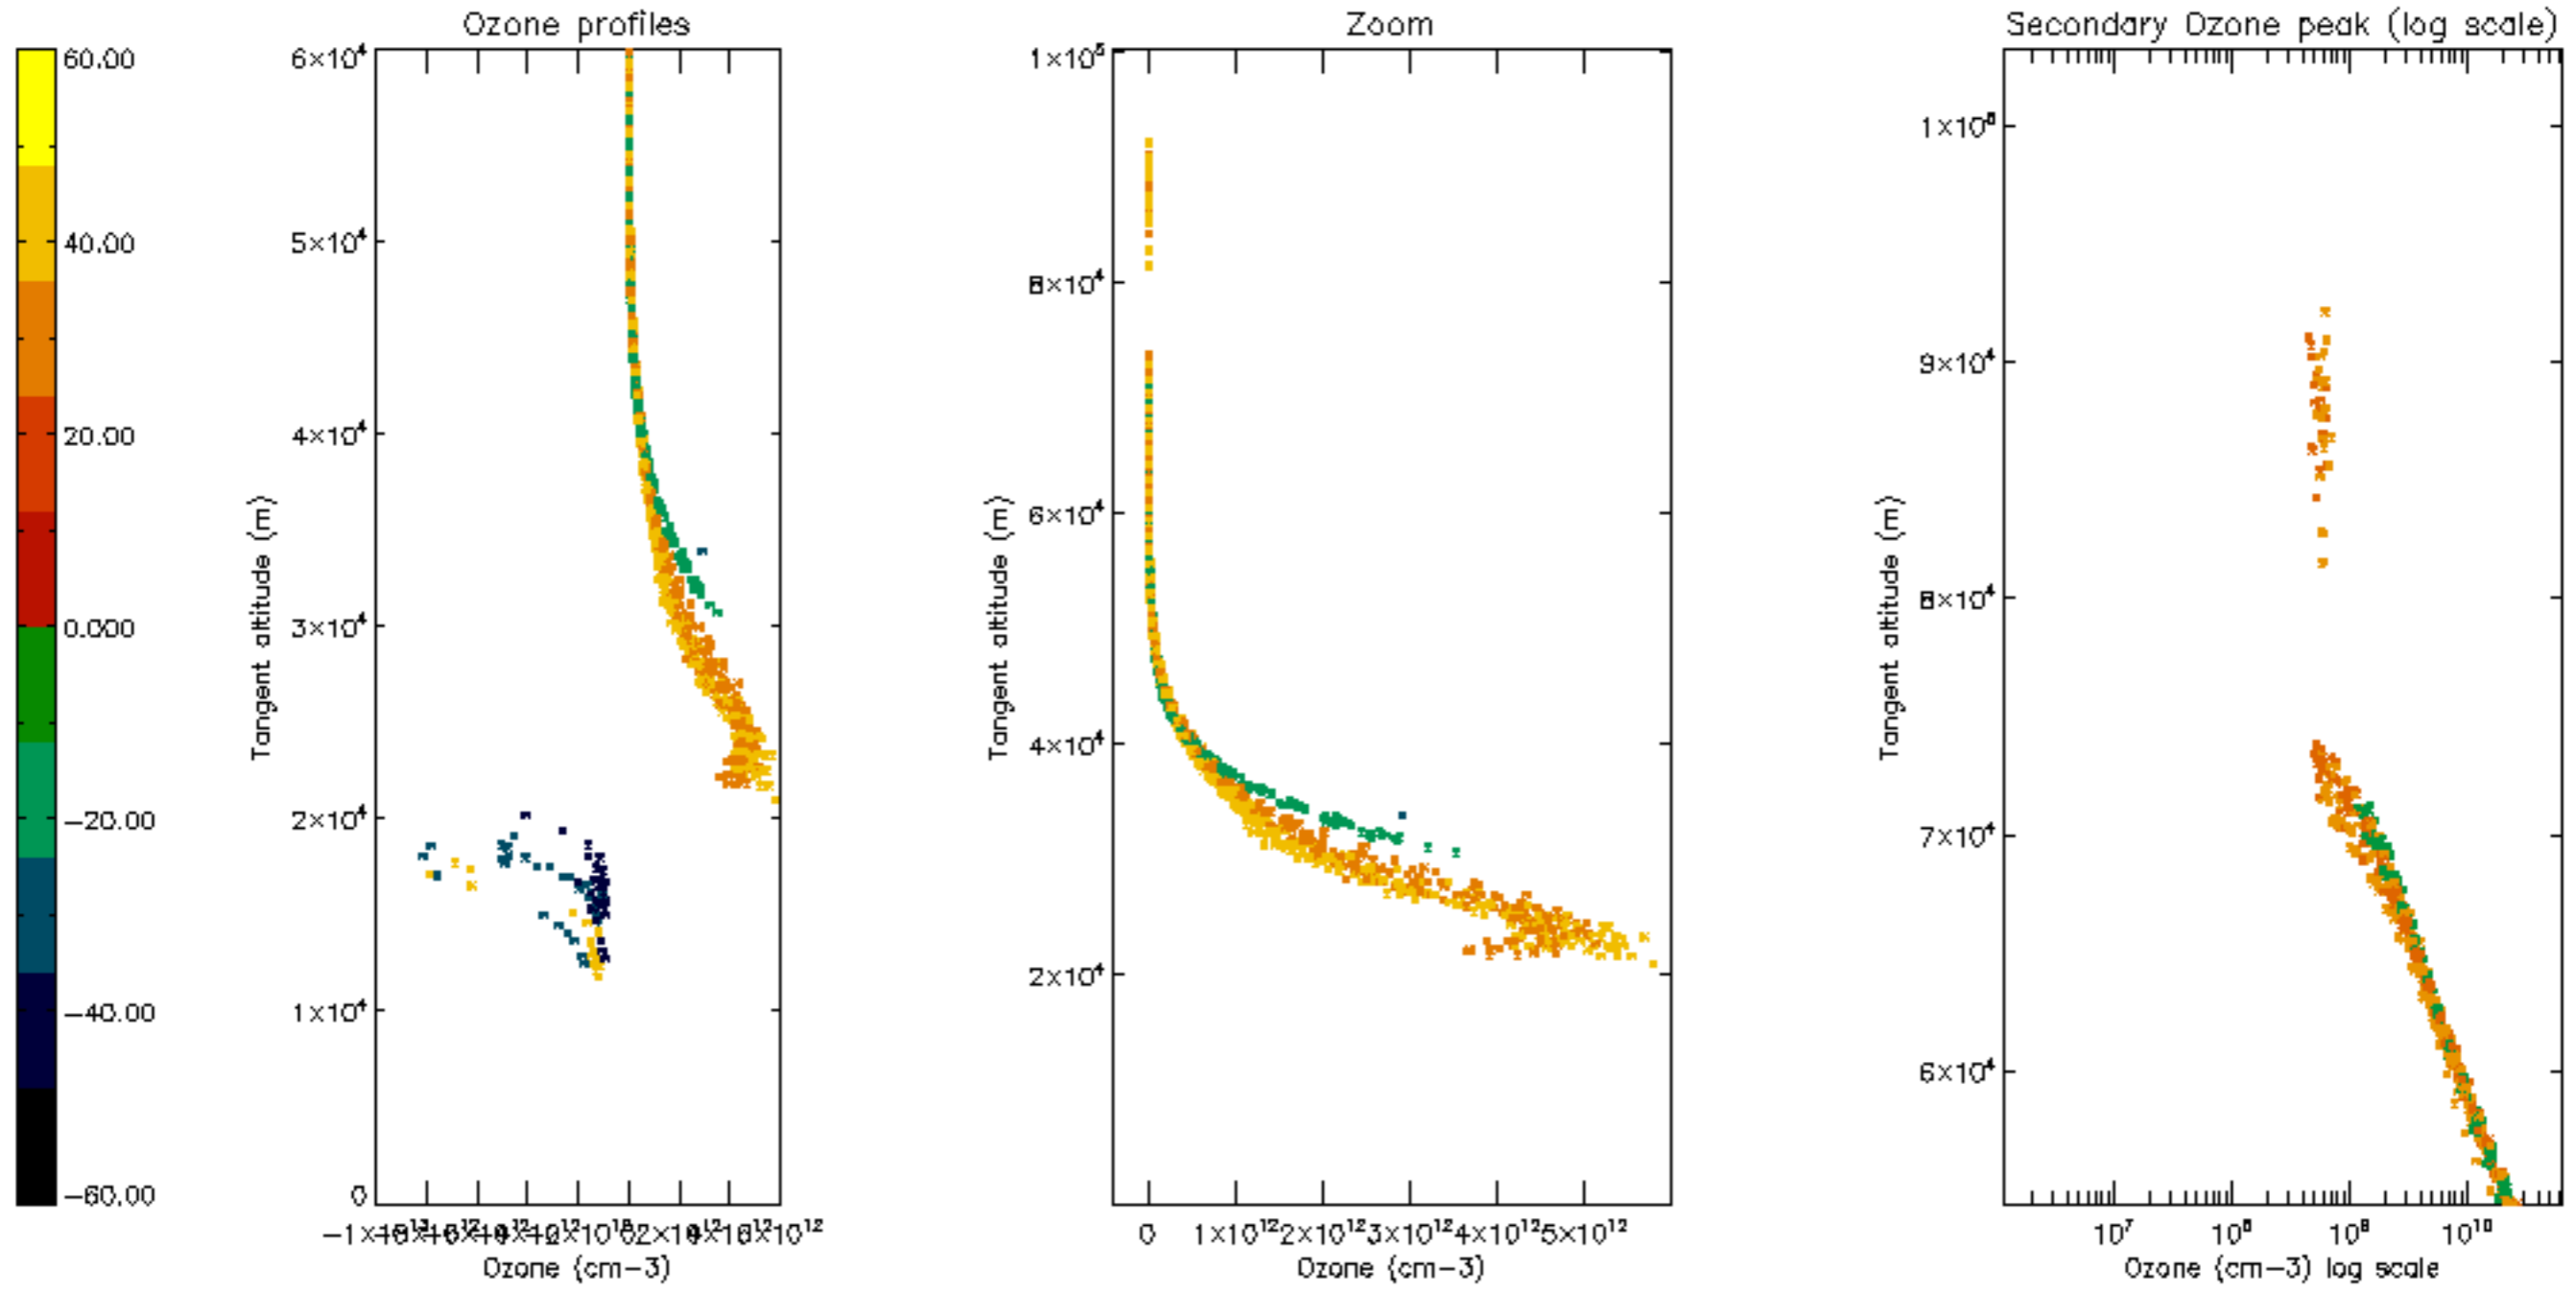 Ozone profiles
Zoom
Secondary Ozone peak (log scale)
60.00
40.00
20.00
0.000
−20.00
−40.00
−60.00
Tangent altitude (m)
6×10⁴
5×10⁴
4×10⁴
3×10⁴
2×10⁴
1×10⁴
0
Ozone (cm−3)
Tangent altitude (m)
1×10⁵
8×10⁴
6×10⁴
4×10⁴
2×10⁴
0 1×10¹² 2×10¹² 3×10¹² 4×10¹² 5×10¹²
Ozone (cm−3)
Tangent altitude (m)
1×10⁵
9×10⁴
8×10⁴
7×10⁴
6×10⁴
10⁷ 10⁸ 10⁹ 10¹⁰
Ozone (cm−3) log scale